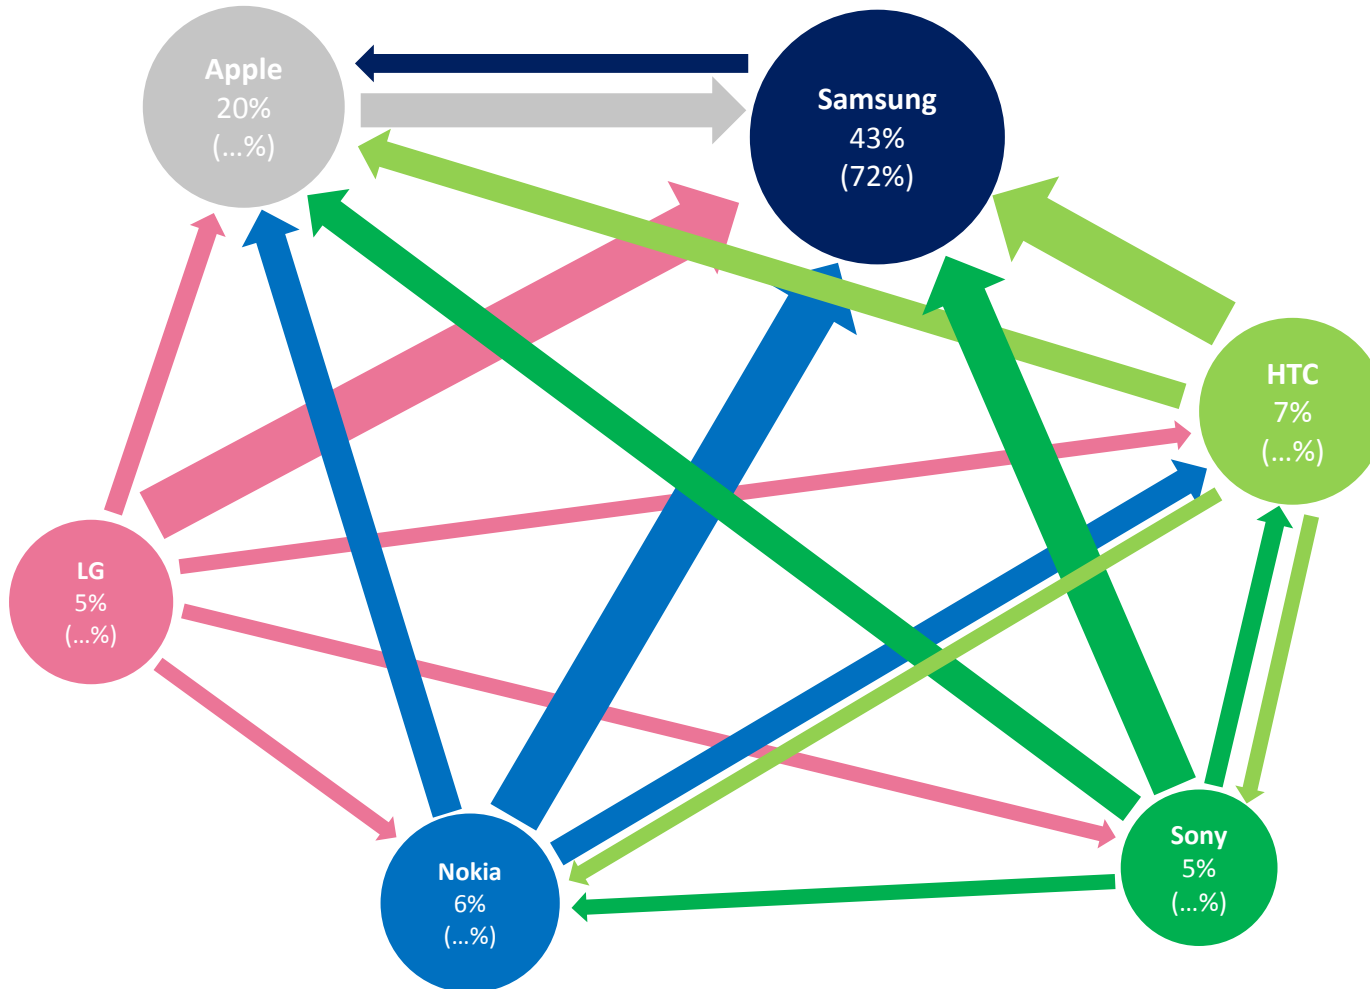 Apple
20%
(...%)
Samsung
43%
(72%)
HTC
7%
(...%)
LG
5%
(...%)
Nokia
6%
(...%)
Sony
5%
(...%)